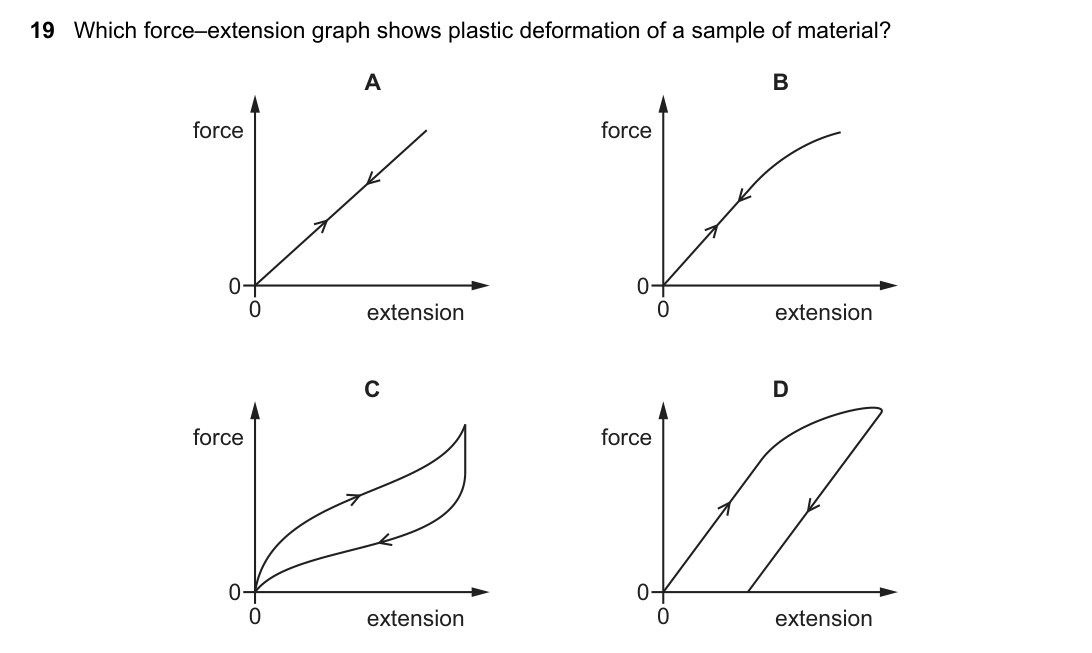 19 Which force–extension graph shows plastic deformation of a sample of material?
A
force
0
0
extension
B
force
0
0
extension
C
force
0
0
extension
D
force
0
0
extension